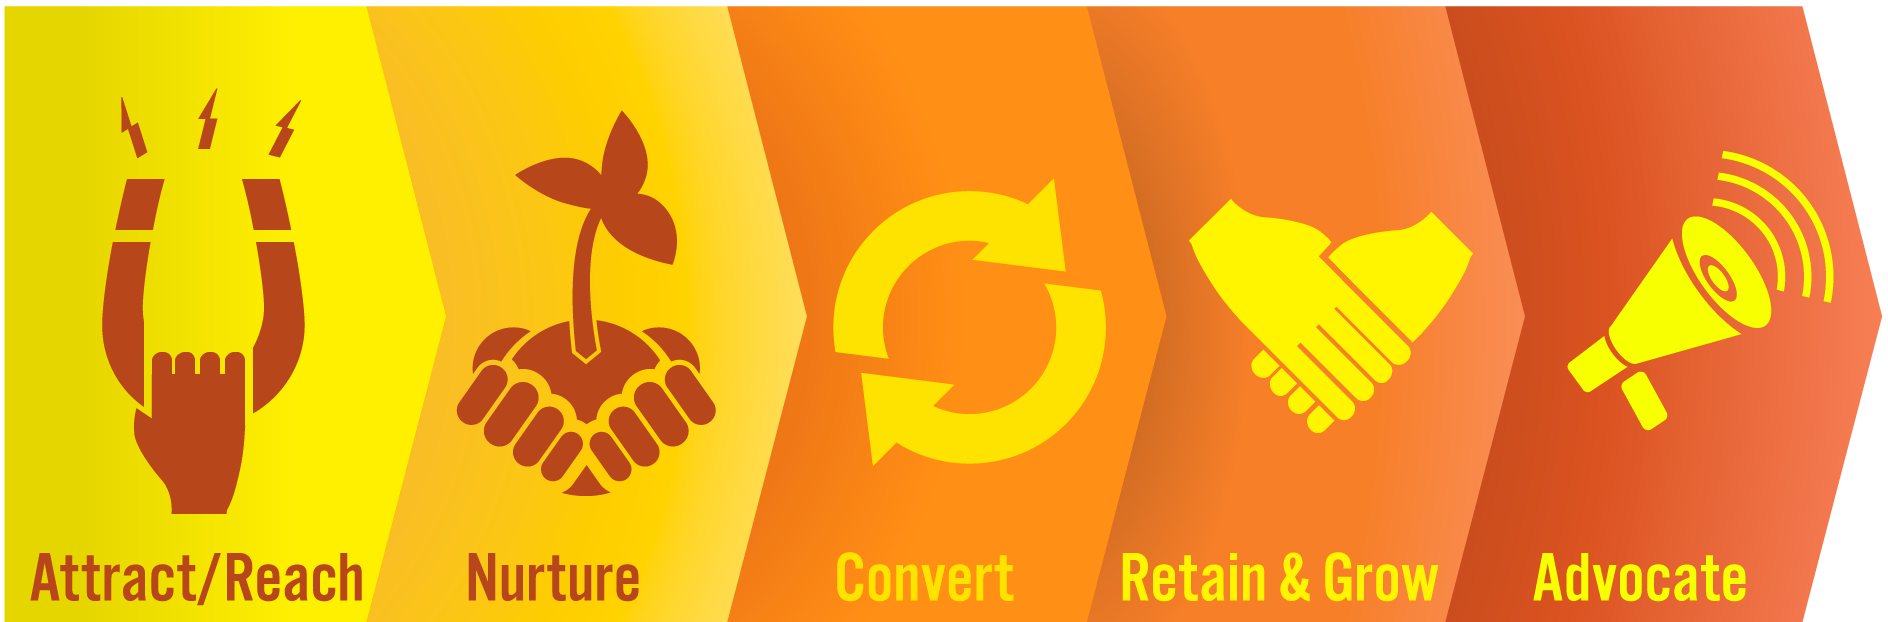 Attract/Reach
Nurture
Convert
Retain & Grow
Advocate